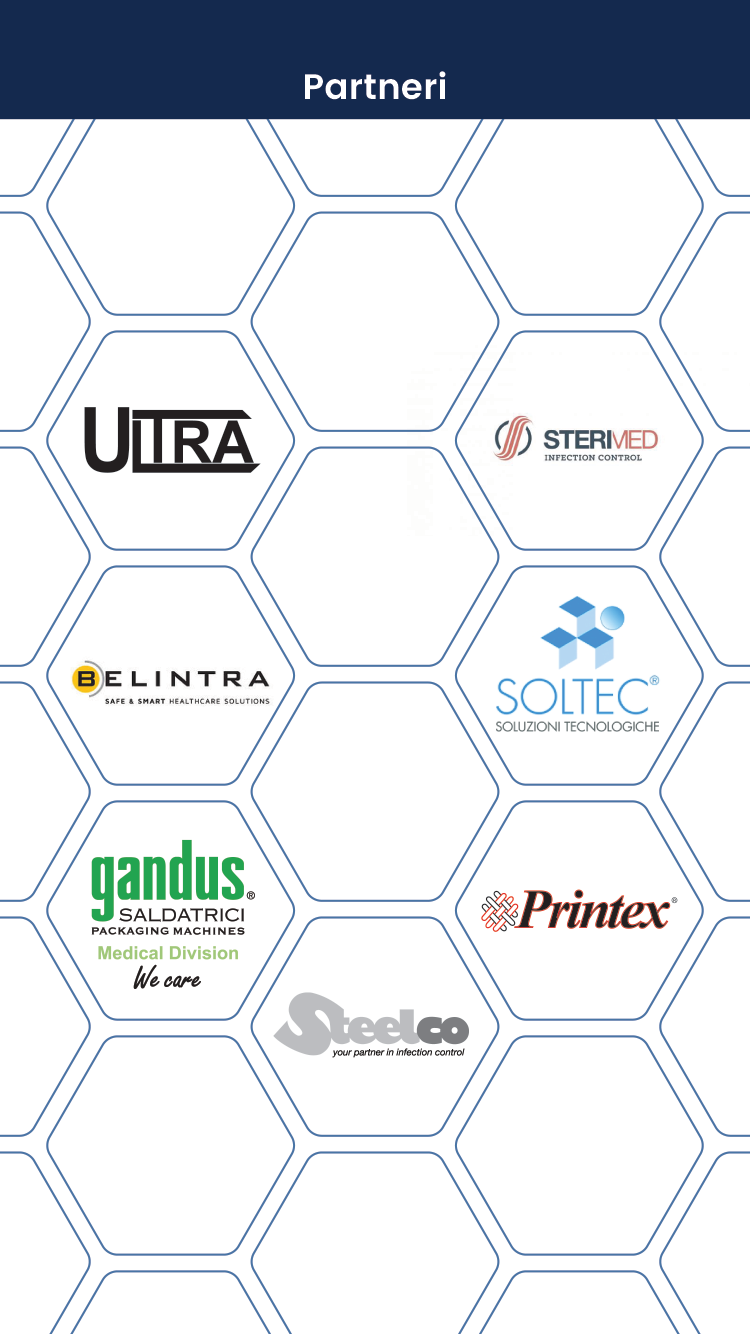 Partneri
ULTRA
STERIMED
INFECTION CONTROL
BELINTRA
SAFE & SMART HEALTHCARE SOLUTIONS
SOLTEC®
SOLUZIONI TECNOLOGICHE
gandus®
SALDATRICI
PACKAGING MACHINES
Medical Division
We care
Printex®
Steelco
your partner in infection control